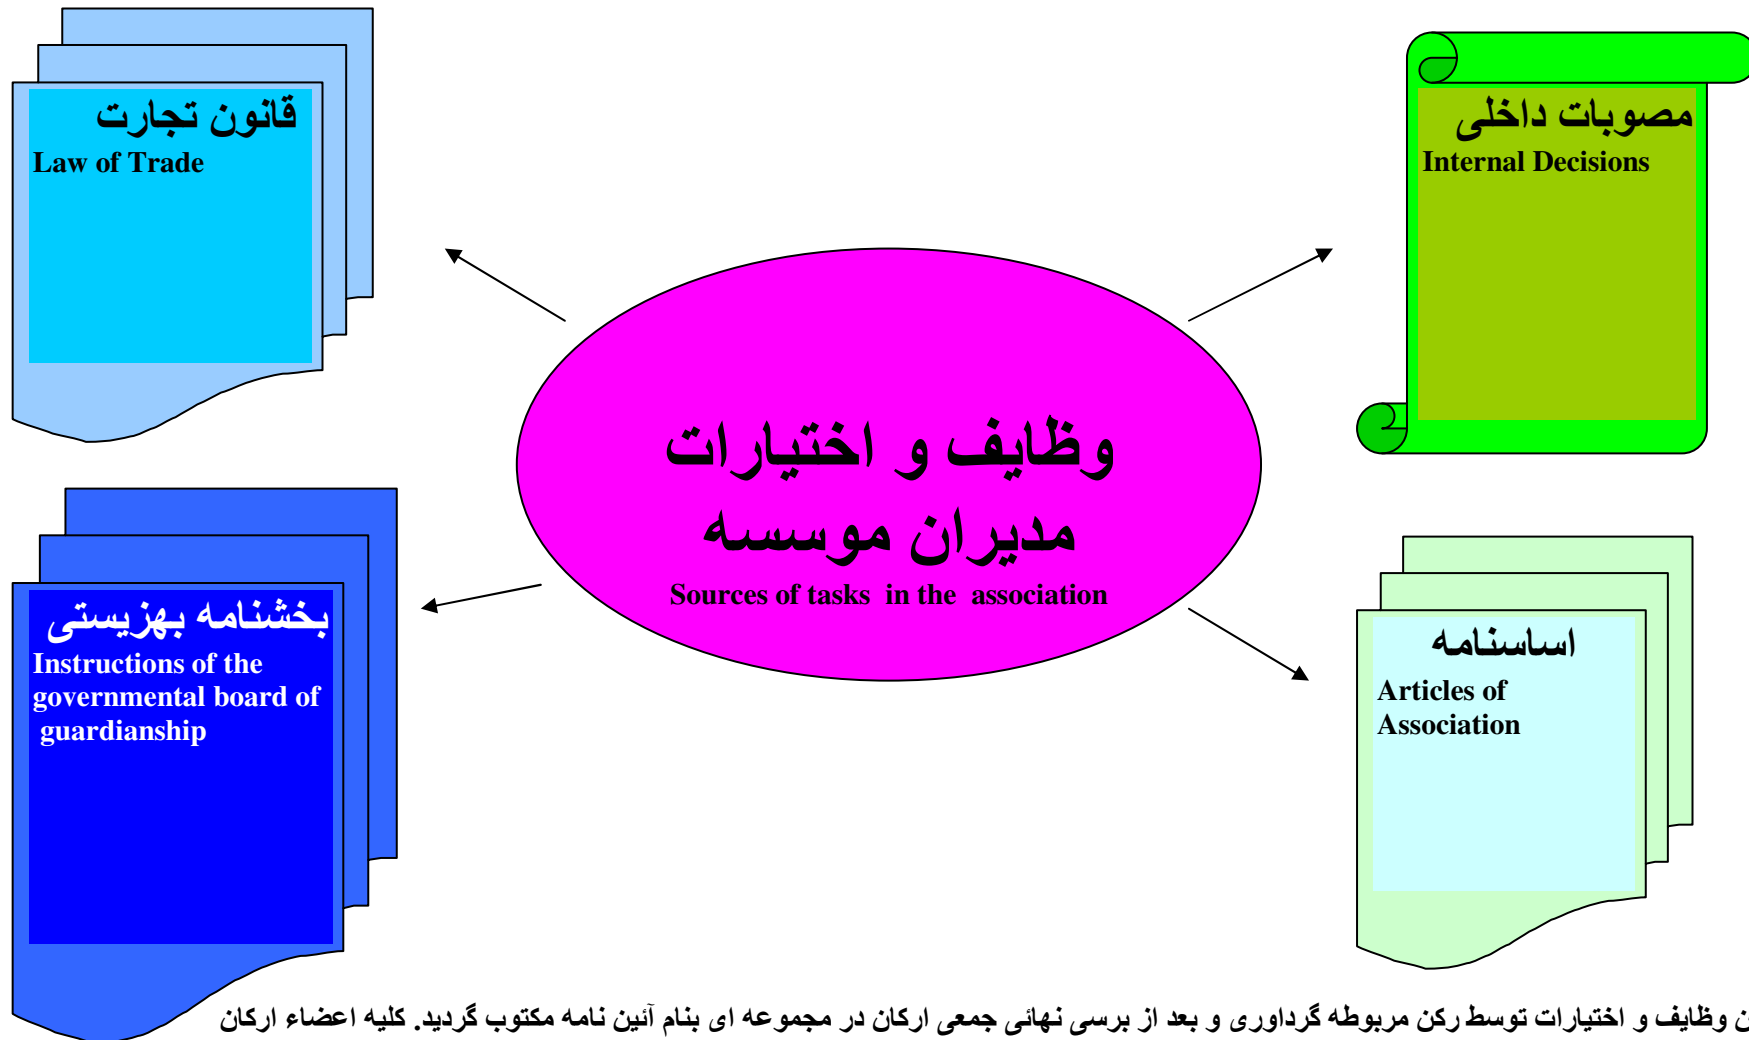 قانون تجارت
Law of Trade
مصوبات داخلی
Internal Decisions
وظایف و اختیارات
مدیران موسسه
Sources of tasks in the association
بخشنامه بهزیستی
Instructions of the
governmental board of
guardianship
اساسنامه
Articles of
Association
وظایف و اختیارات توسط رکن مربوطه گرداوری و بعد از برسی نهائی جمعی ارکان در مجموعه ای بنام آئین نامه مکتوب گردید. کلیه اعضاء ارکان